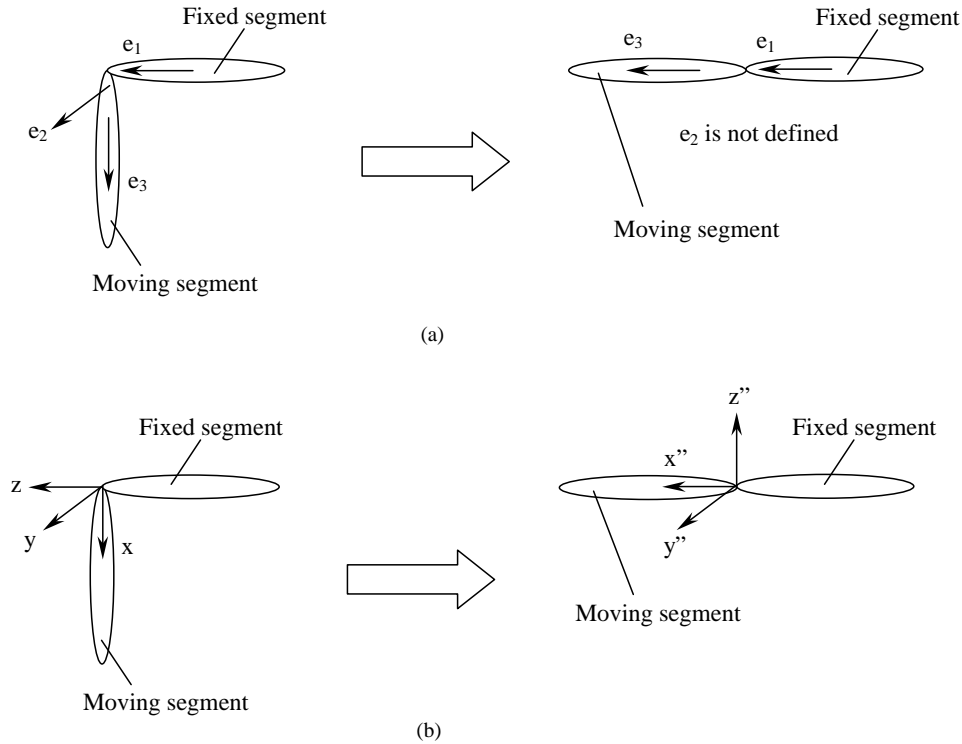 Fixed segment
e₁
e₂
e₃
Moving segment
Fixed segment
e₃
e₁
e₂ is not defined
Moving segment
(a)
Fixed segment
z
y
x
Moving segment
z”
Fixed segment
x”
y”
Moving segment
(b)